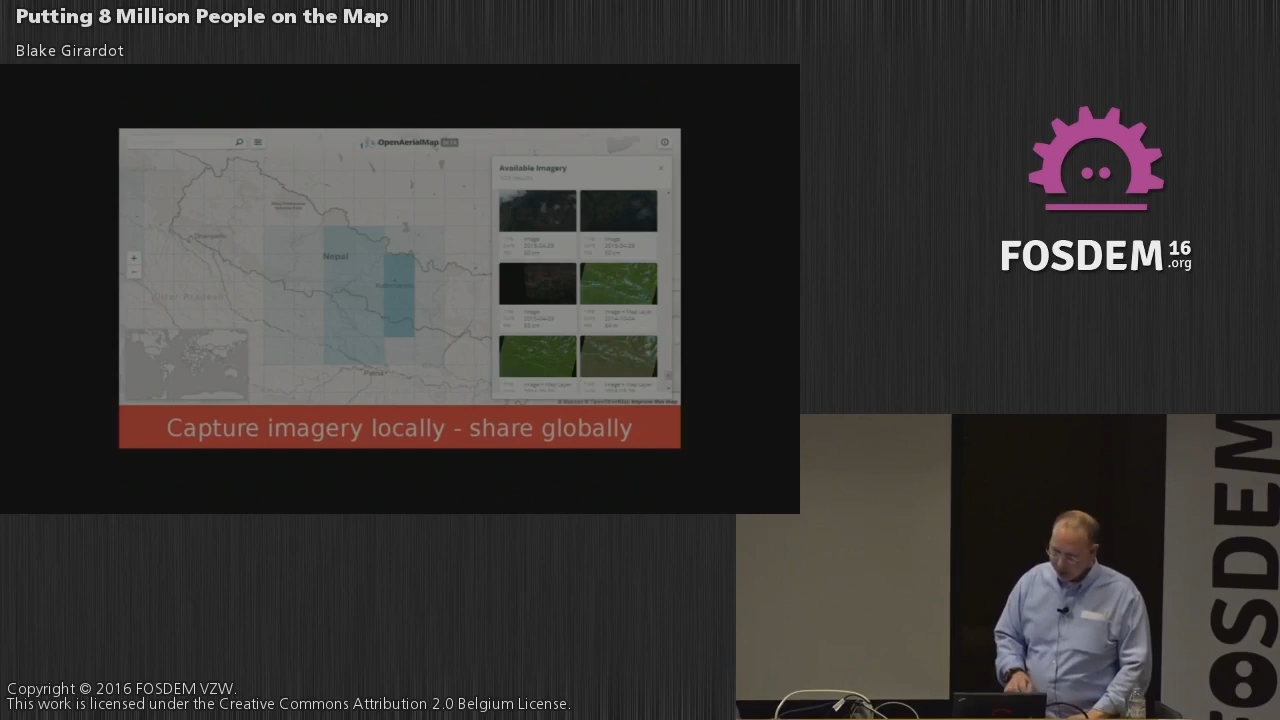 Putting 8 Million People on the Map
Blake Girardot
OpenAerialMap BETA
Available Imagery
Nepal
Capture imagery locally - share globally
FOSDEM 16
.org
FOSDEM
Copyright © 2016 FOSDEM VZW.
This work is licensed under the Creative Commons Attribution 2.0 Belgium License.